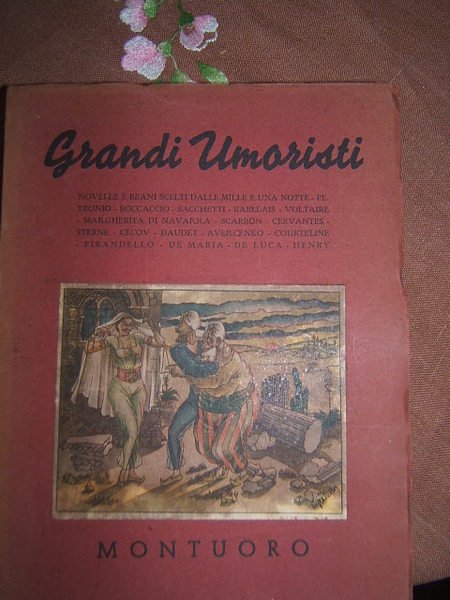 Grandi Umoristi
NOVELLE E BRANI SCELTI DALLE MILLE E UNA NOTTE - PE-
TRONIO - BOCCACCIO - SACCHETTI - RABELAIS - VOLTAIRE
- MARGHERITA DI NAVARRA - SCARRON - CERVANTES -
STERNE - CECOV - DAUDET - AVERCENKO - COURTELINE
- PIRANDELLO - DE MARIA - DE LUCA - HENRY
MONTUORO